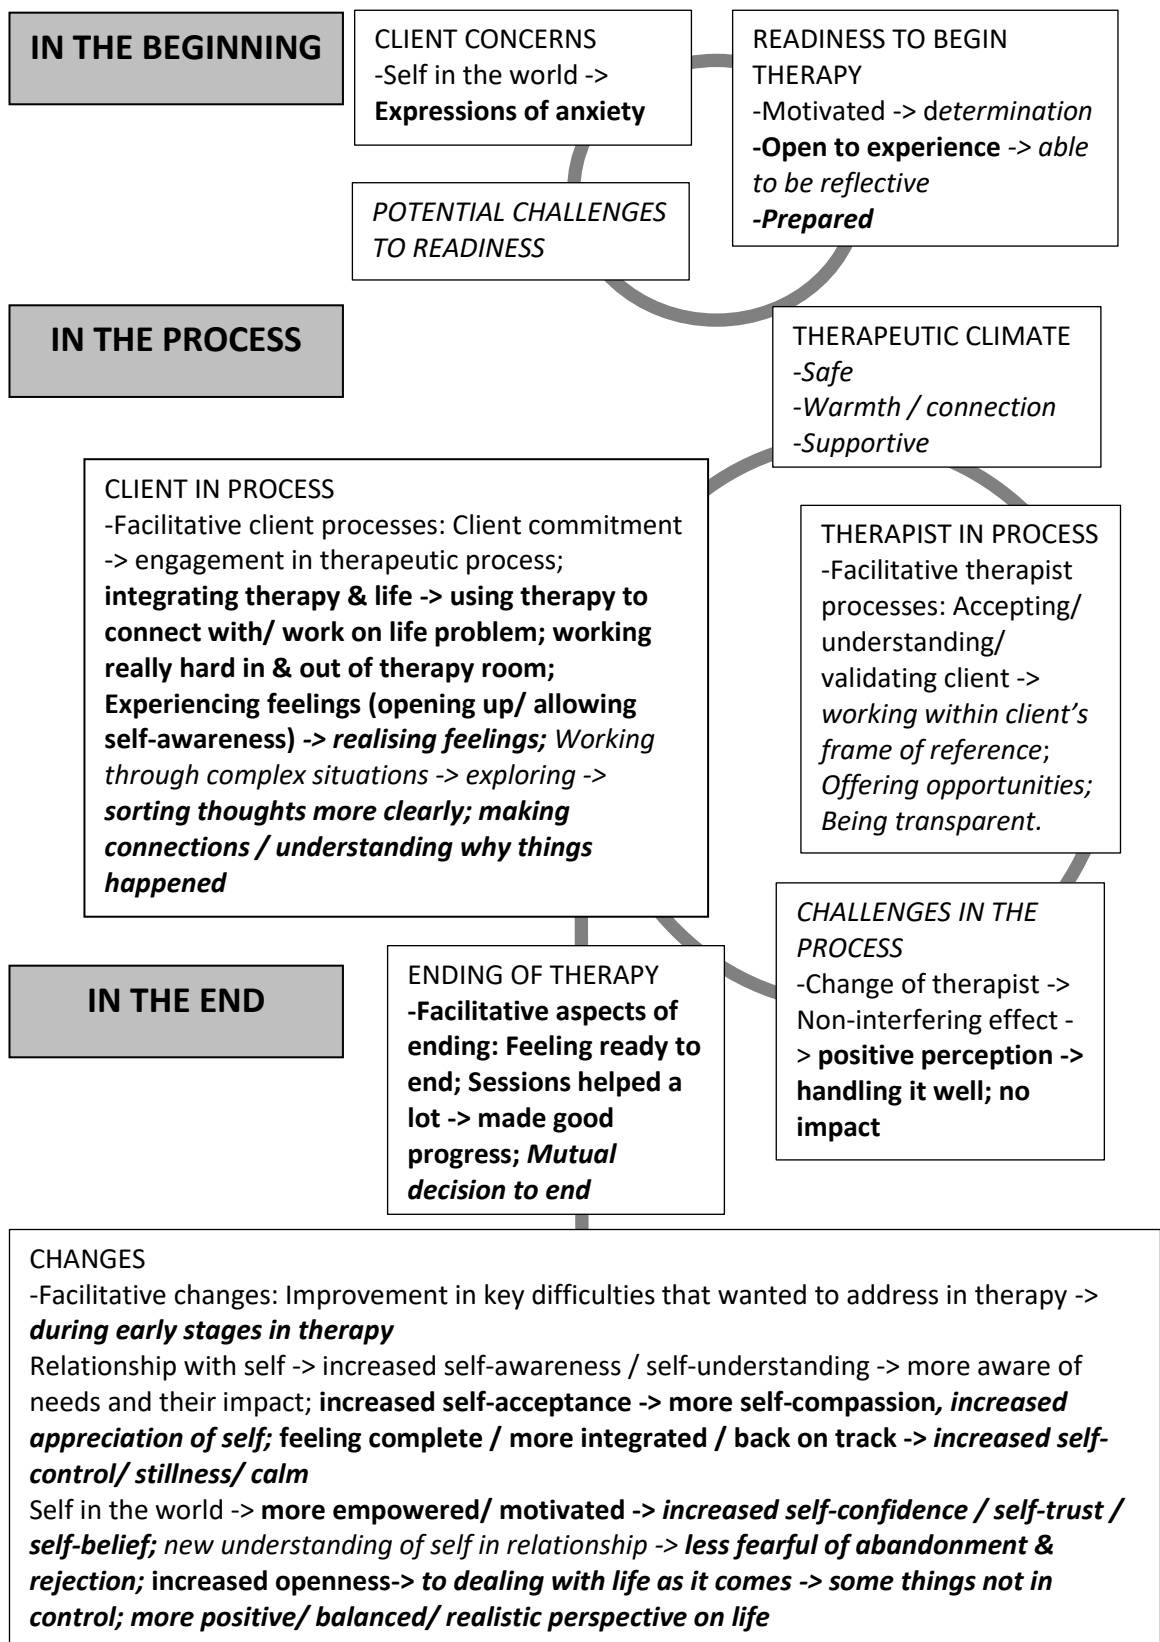 IN THE BEGINNING
CLIENT CONCERNS
-Self in the world ->
Expressions of anxiety
READINESS TO BEGIN
THERAPY
-Motivated -> determination
-Open to experience -> able
to be reflective
-Prepared
POTENTIAL CHALLENGES
TO READINESS
IN THE PROCESS
THERAPEUTIC CLIMATE
-Safe
-Warmth / connection
-Supportive
CLIENT IN PROCESS
-Facilitative client processes: Client commitment
-> engagement in therapeutic process;
integrating therapy & life -> using therapy to
connect with/ work on life problem; working
really hard in & out of therapy room;
Experiencing feelings (opening up/ allowing
self-awareness) -> realising feelings; Working
through complex situations -> exploring ->
sorting thoughts more clearly; making
connections / understanding why things
happened
THERAPIST IN PROCESS
-Facilitative therapist
processes: Accepting/
understanding/
validating client ->
working within client's
frame of reference;
Offering opportunities;
Being transparent.
CHALLENGES IN THE
PROCESS
-Change of therapist ->
Non-interfering effect -
> positive perception ->
handling it well; no
impact
IN THE END
ENDING OF THERAPY
-Facilitative aspects of
ending: Feeling ready to
end; Sessions helped a
lot -> made good
progress; Mutual
decision to end
CHANGES
-Facilitative changes: Improvement in key difficulties that wanted to address in therapy ->
during early stages in therapy
Relationship with self -> increased self-awareness / self-understanding -> more aware of
needs and their impact; increased self-acceptance -> more self-compassion, increased
appreciation of self; feeling complete / more integrated / back on track -> increased self-
control/ stillness/ calm
Self in the world -> more empowered/ motivated -> increased self-confidence / self-trust /
self-belief; new understanding of self in relationship -> less fearful of abandonment &
rejection; increased openness-> to dealing with life as it comes -> some things not in
control; more positive/ balanced/ realistic perspective on life